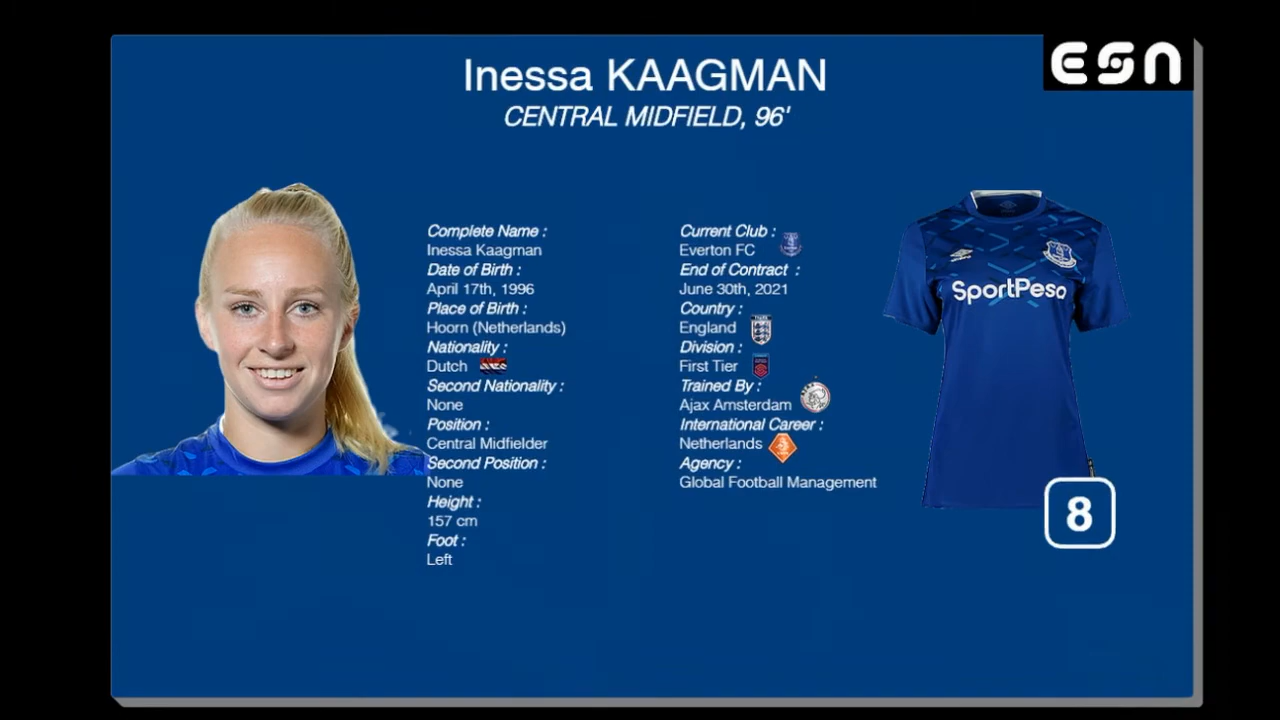 ESN
Inessa KAAGMAN
CENTRAL MIDFIELD, 96'
Complete Name :
Inessa Kaagman
Date of Birth :
April 17th, 1996
Place of Birth :
Hoorn (Netherlands)
Nationality :
Dutch
Second Nationality :
None
Position :
Central Midfielder
Second Position :
None
Height :
157 cm
Foot :
Left
Current Club :
Everton FC
End of Contract :
June 30th, 2021
Country :
England
Division :
First Tier
Trained By :
Ajax Amsterdam
International Career :
Netherlands
Agency :
Global Football Management
SportPesa
8